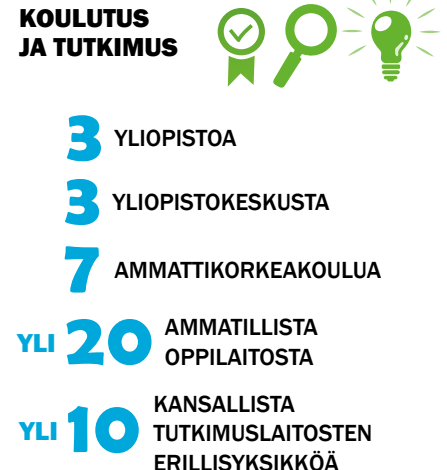 KOULUTUS
JA TUTKIMUS
3 YLIOPISTOA
3 YLIOPISTOKESKUSTA
7 AMMATTIKORKEAKOULUA
YLI 20 AMMATILLISTA
OPPILAITOSTA
YLI 10 KANSALLISTA
TUTKIMUSLAITOSTEN
ERILLISYKSIKKÖÄ